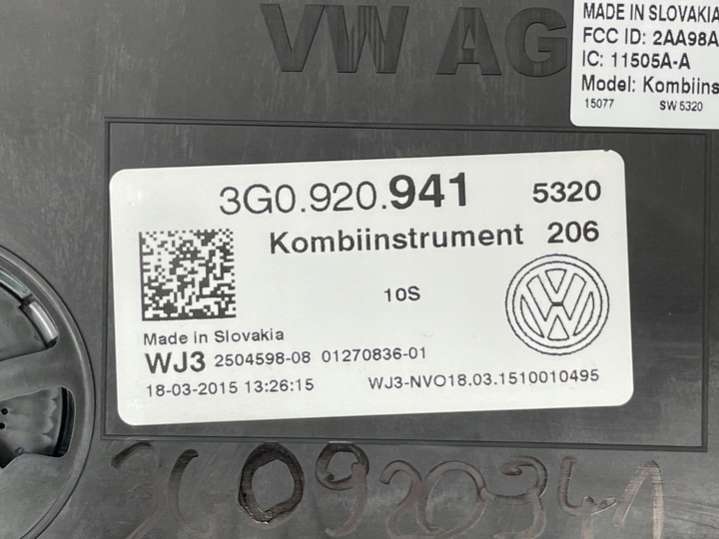 VW AG
MADE IN SLOVAKIA
FCC ID: 2AA98A
IC: 11505A-A
Model: Kombiins
15077 SW 5320
3G0.920.941 5320
Kombiinstrument 206
10S
Made in Slovakia
WJ3 2504598-08 01270836-01
18-03-2015 13:26:15 WJ3-NVO18.03.1510010495
3G0920341